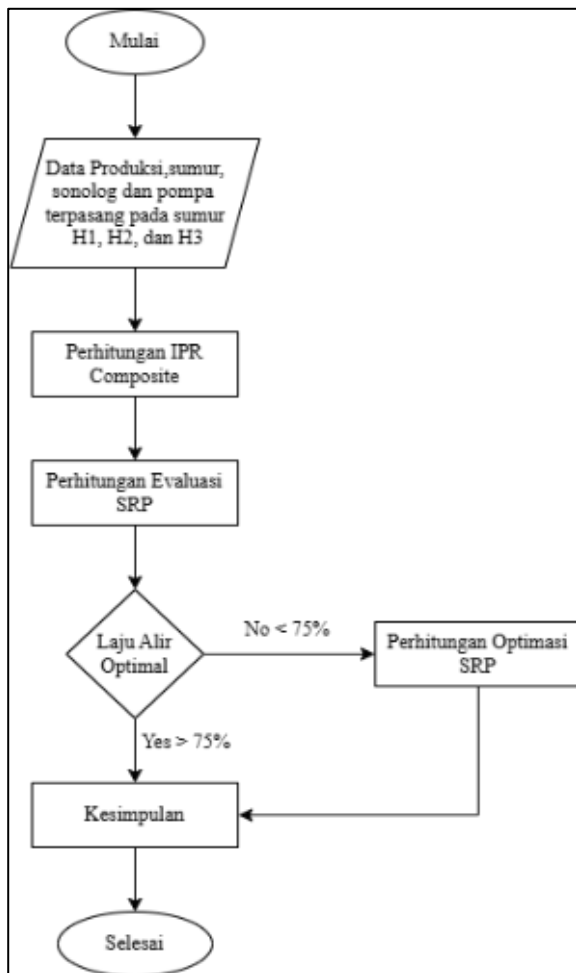 Mulai
Data Produksi,sumur,
sonolog dan pompa
terpasang pada sumur
H1, H2, dan H3
Perhitungan IPR
Composite
Perhitungan Evaluasi
SRP
Laju Alir
Optimal
No < 75%
Perhitungan Optimasi
SRP
Yes > 75%
Kesimpulan
Selesai